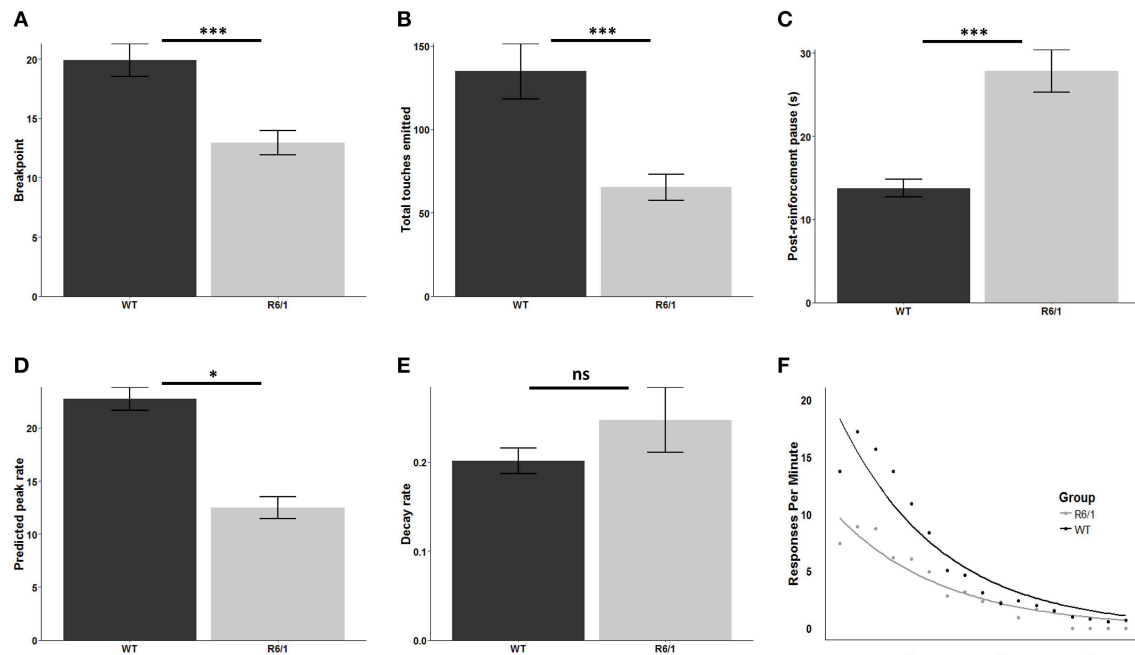 A
***
20
15
10
5
0
Breakpoint
WT
R6/1
B
***
150
100
50
0
Total touches emitted
WT
R6/1
C
***
30
20
10
0
Post-reinforcement pause (s)
WT
R6/1
D
*
20
15
10
5
0
Predicted peak rate
WT
R6/1
E
ns
0.2
0.1
0.0
Decay rate
WT
R6/1
F
20
15
10
5
0
Responses Per Minute
Group
R6/1
WT